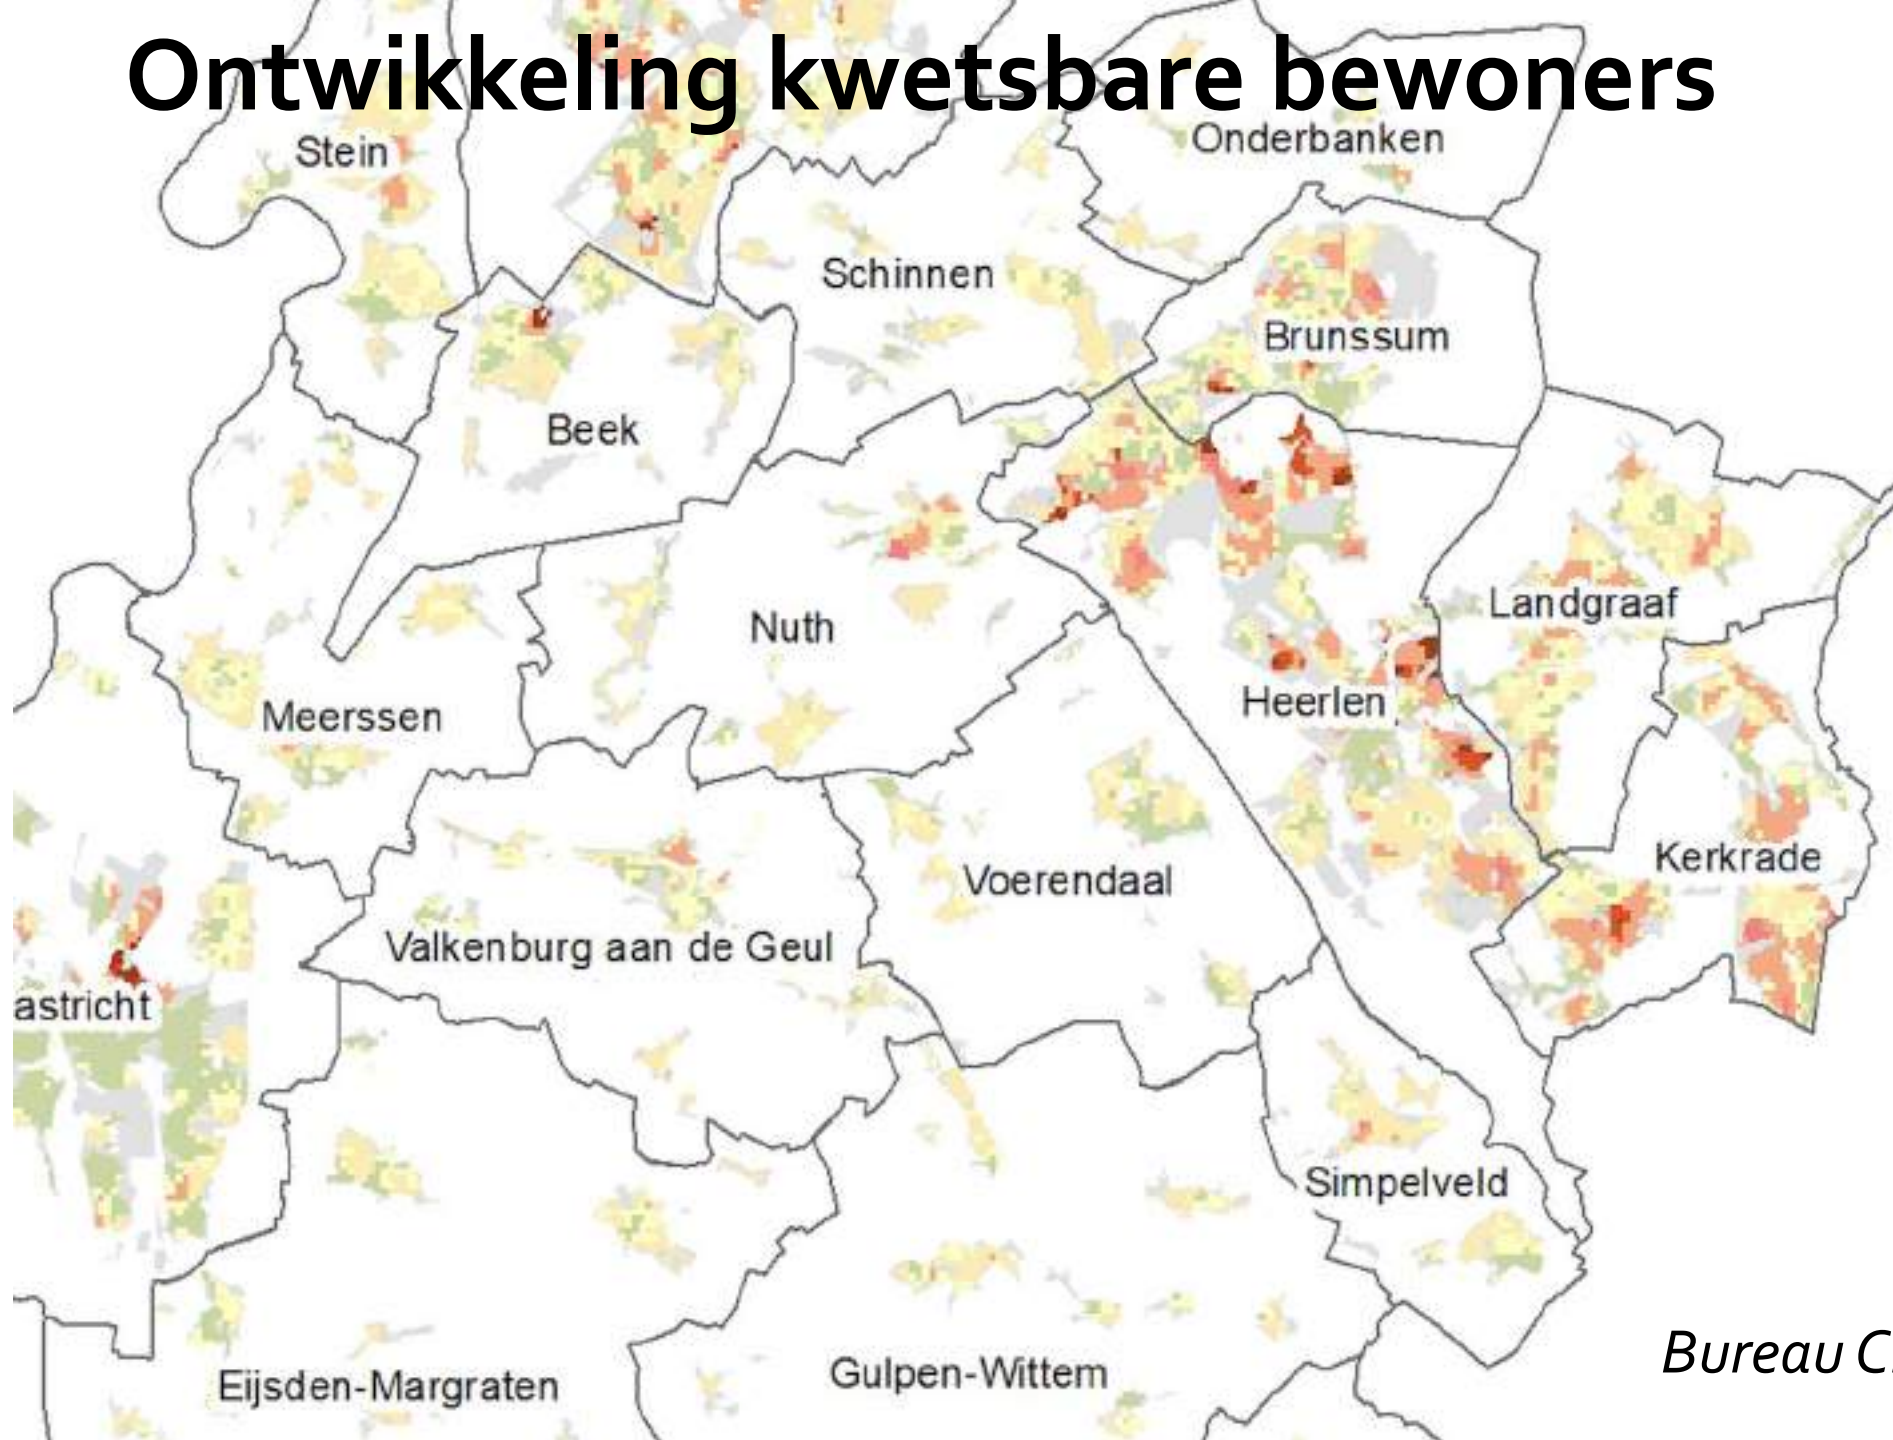 Ontwikkeling kwetsbare bewoners
Onderbanken
Stein
Schinnen
Brunssum
Beek
Landgraaf
Nuth
Heerlen
Meerssen
Kerkrade
Voerendaal
Valkenburg aan de Geul
astricht
Simpelveld
Bureau C
Gulpen-Wittem
Eijsden-Margraten